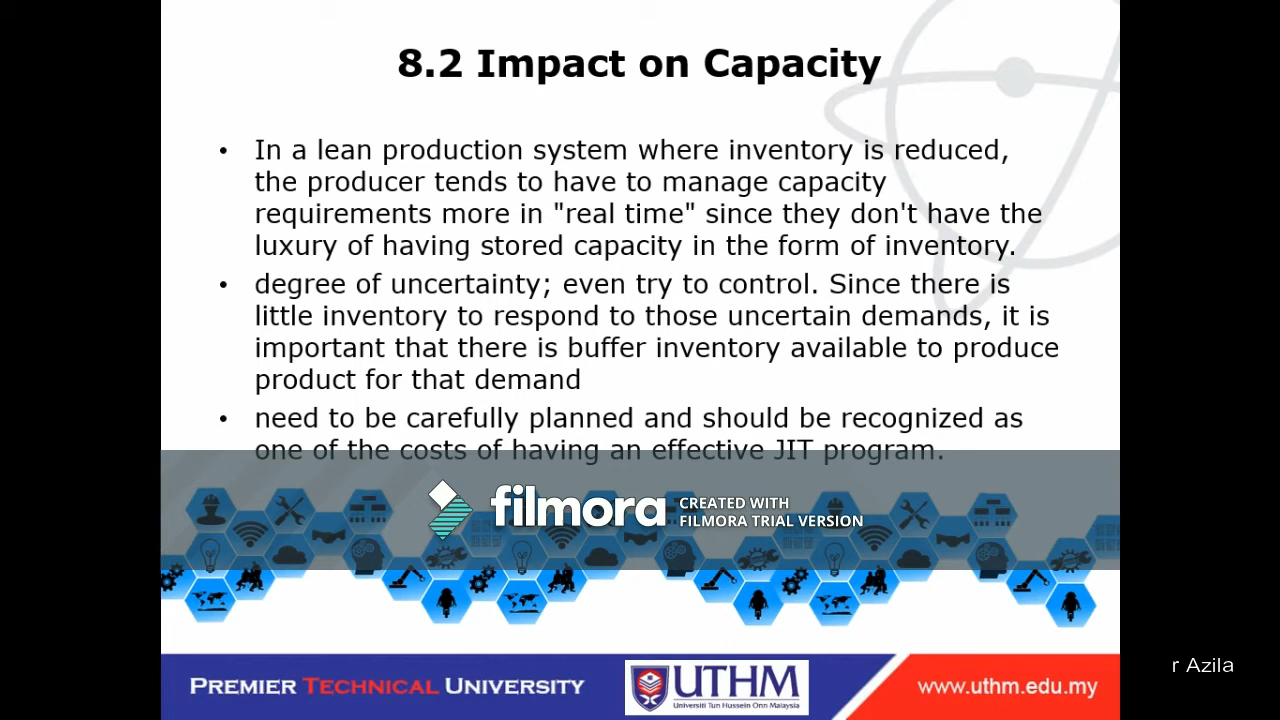 8.2 Impact on Capacity
• In a lean production system where inventory is reduced,
the producer tends to have to manage capacity
requirements more in "real time" since they don't have the
luxury of having stored capacity in the form of inventory.
• degree of uncertainty; even try to control. Since there is
little inventory to respond to those uncertain demands, it is
important that there is buffer inventory available to produce
product for that demand
• need to be carefully planned and should be recognized as
one of the costs of having an effective JIT program.
filmora
CREATED WITH
FILMORA TRIAL VERSION
r Azila
PREMIER TECHNICAL UNIVERSITY
UTHM
Universiti Tun Hussein Onn Malaysia
www.uthm.edu.my